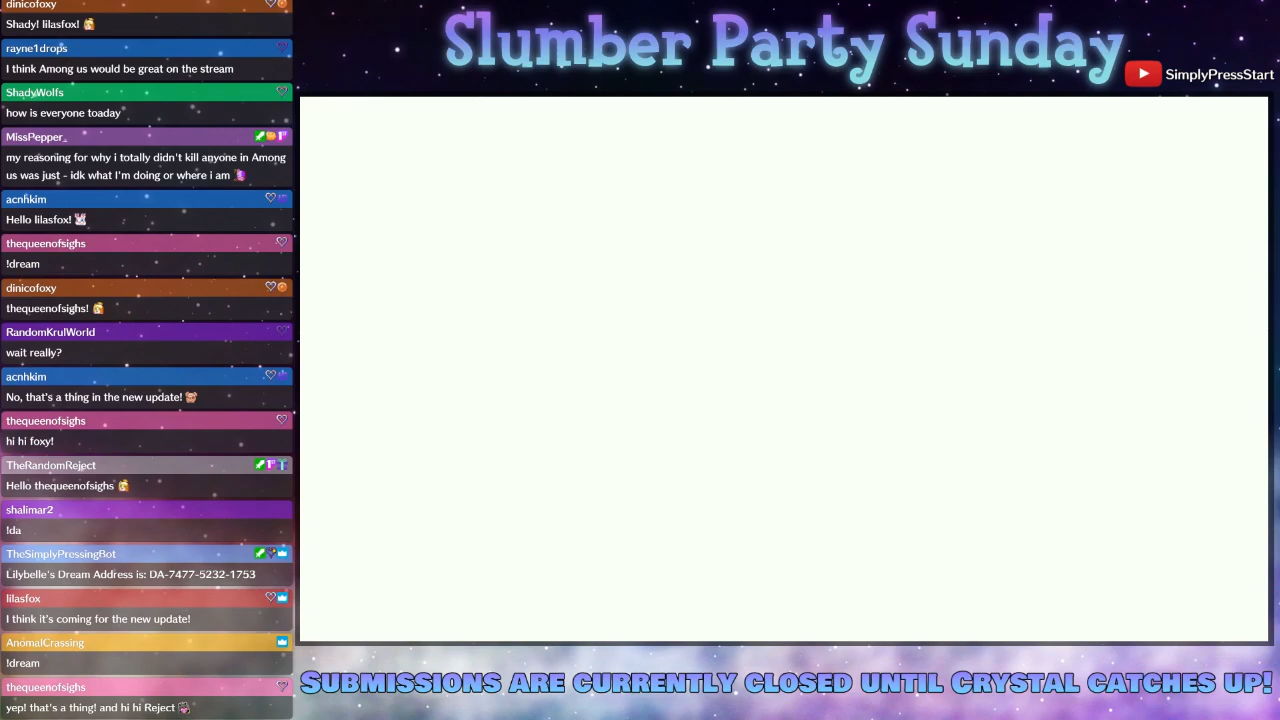 dinicofoxy
Shady! lilasfox!
rayne1drops
I think Among us would be great on the stream
ShadyWolfs
how is everyone toaday
MissPepper_
my reasoning for why i totally didn't kill anyone in Among
us was just - idk what I'm doing or where i am
acnhkim
Hello lilasfox!
thequeenofsighs
!dream
dinicofoxy
thequeenofsighs!
RandomKrulWorld
wait really?
acnhkim
No, that's a thing in the new update!
thequeenofsighs
hi hi foxy!
TheRandomReject
Hello thequeenofsighs
shalimar2
!da
TheSimplyPressingBot
Lilybelle's Dream Address is: DA-7477-5232-1753
lilasfox
I think it's coming for the new update!
AnomalCrassing
!dream
thequeenofsighs
yep! that's a thing! and hi hi Reject
Slumber Party Sunday
SimplyPressStart
Submissions are currently closed until Crystal catches up!